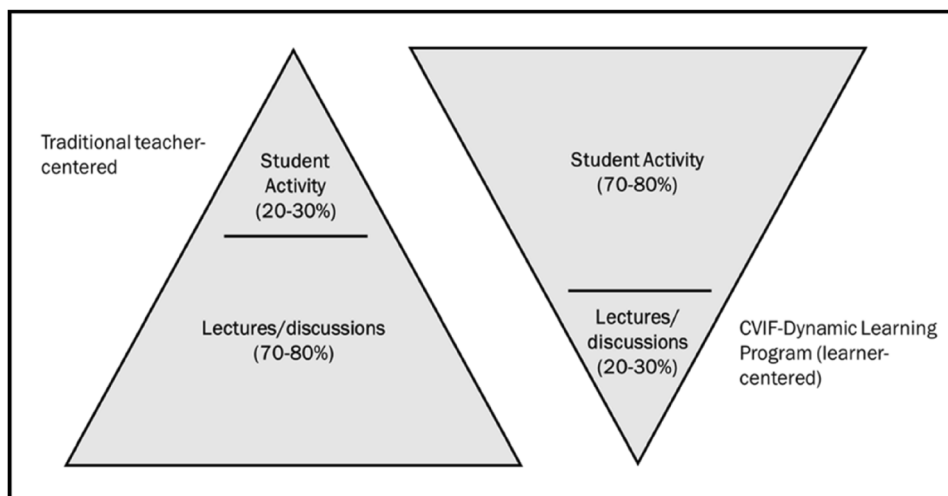 Traditional teacher-
centered
Student
Activity
(20-30%)
Lectures/discussions
(70-80%)
Student Activity
(70-80%)
Lectures/
discussions
(20-30%)
CVIF-Dynamic Learning
Program (learner-
centered)